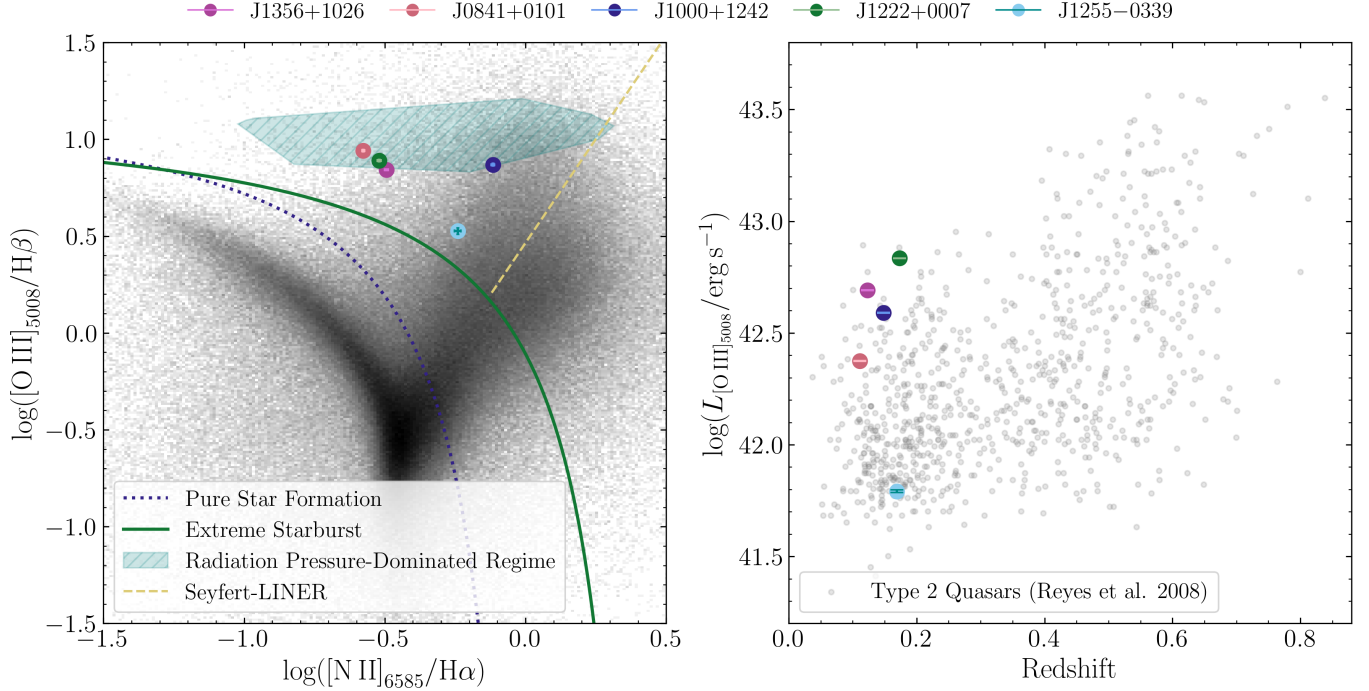 J1356+1026 J0841+0101 J1000+1242 J1222+0007 J1255−0339
1.5
1.0
0.5
0.0
−0.5
−1.0
−1.5
log([O III]₅₀₀₈/Hβ)
Pure Star Formation
Extreme Starburst
Radiation Pressure-Dominated Regime
Seyfert-LINER
−1.5 −1.0 −0.5 0.0 0.5
log([N II]₆₅₈₅/Hα)
43.5
43.0
42.5
42.0
41.5
log(L[O III]₅₀₀₈/erg s⁻¹)
Type 2 Quasars (Reyes et al. 2008)
0.0 0.2 0.4 0.6 0.8
Redshift